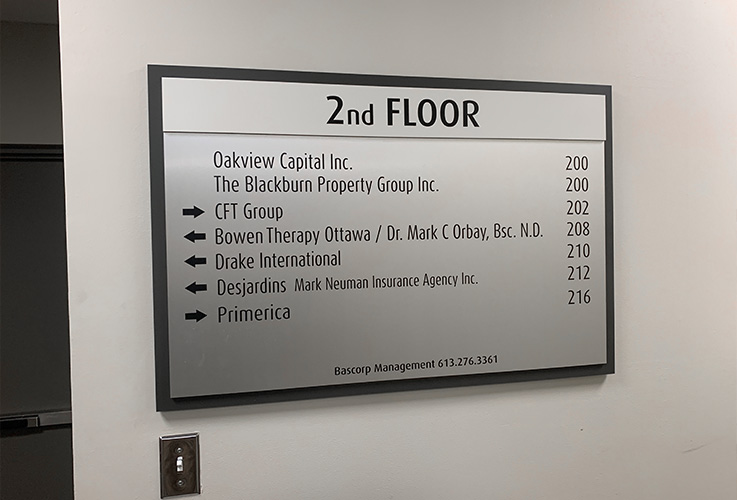 2nd FLOOR
Oakview Capital Inc. 200
The Blackburn Property Group Inc. 200
→ CFT Group 202
← Bowen Therapy Ottawa / Dr. Mark C Orbay, Bsc. N.D. 208
← Drake International 210
← Desjardins Mark Neuman Insurance Agency Inc. 212
→ Primerica 216
Bascorp Management 613.276.3361